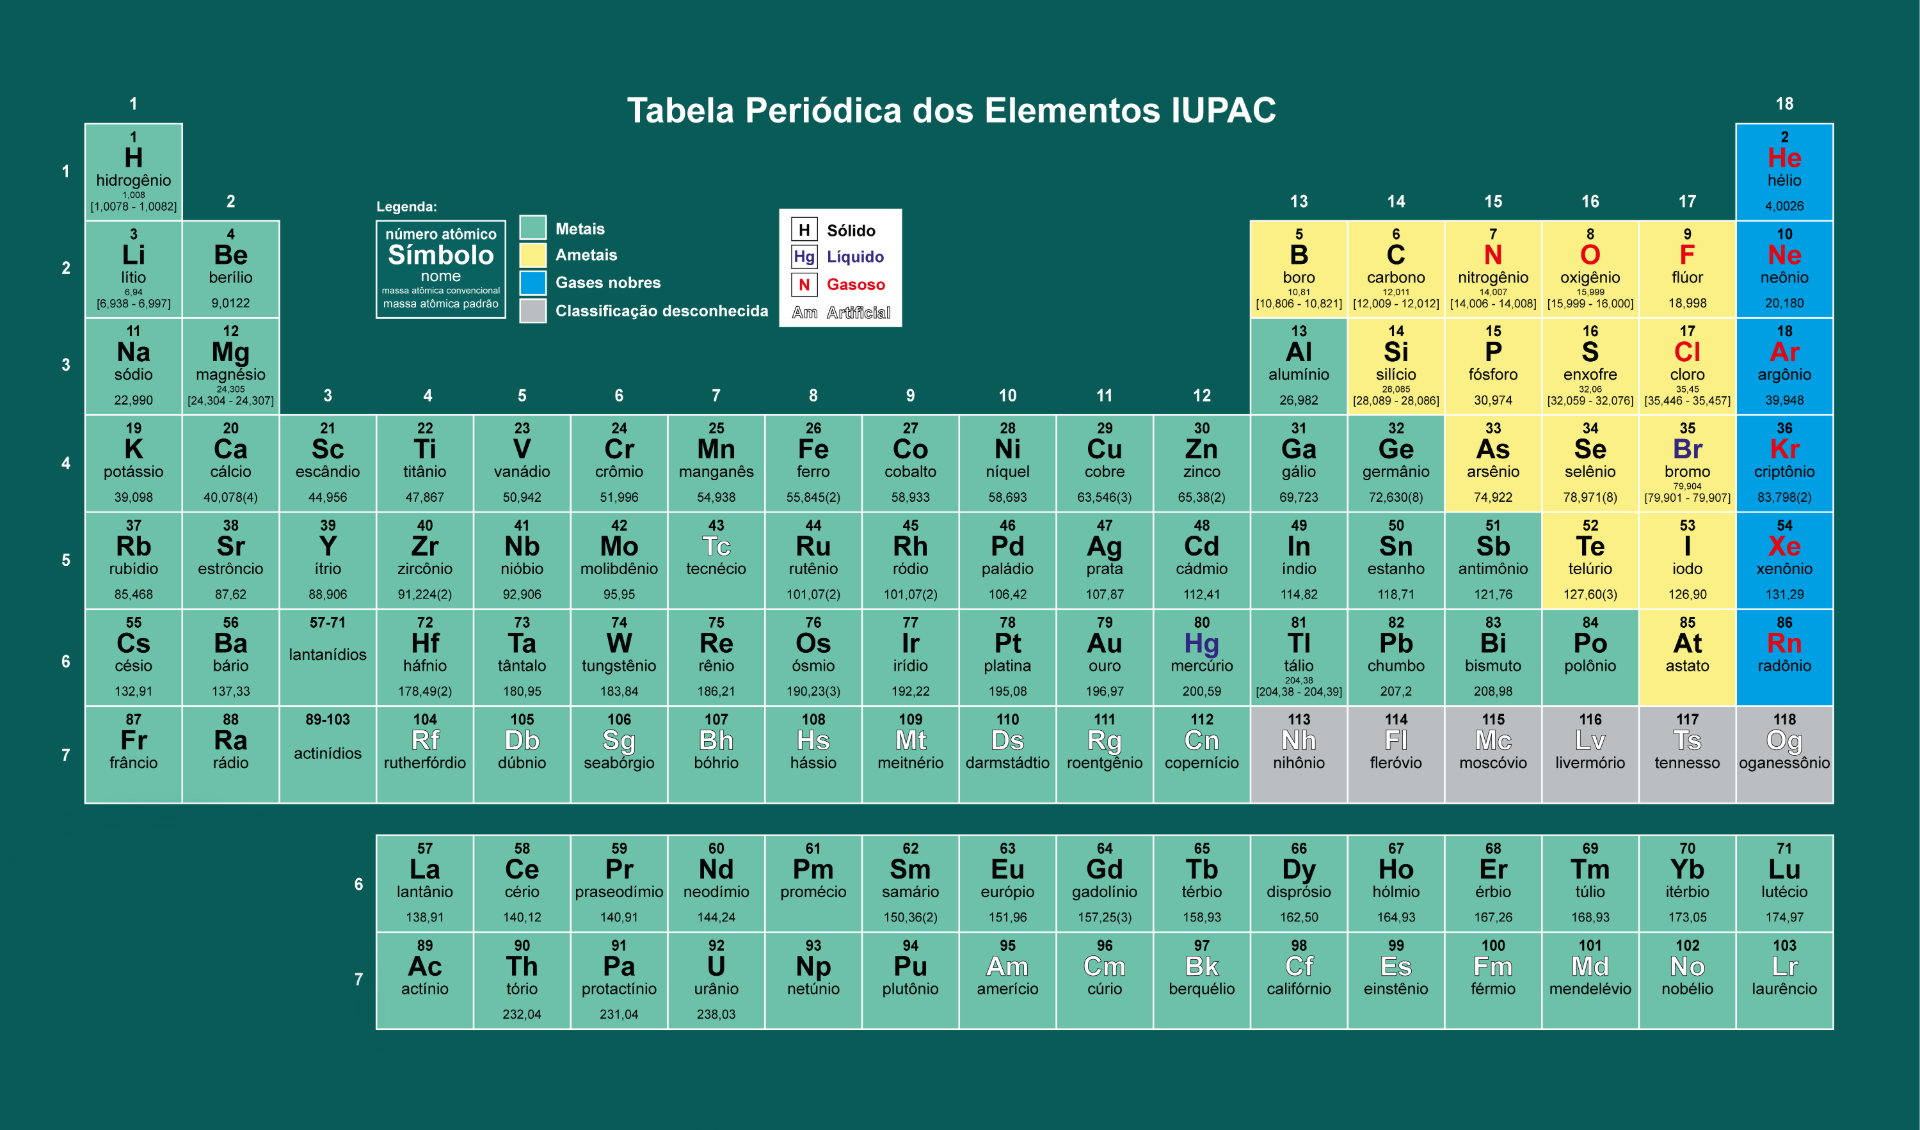 Tabela Periódica dos Elementos IUPAC
1 18
1 1 H hidrogênio 1,008 [1,0078 - 1,0082] 2 He hélio 4,0026
2 13 14 15 16 17
Legenda:
número atômico
Símbolo
nome
massa atômica convencional
massa atômica padrão
Metais
Ametais
Gases nobres
Classificação desconhecida
H Sólido
Hg Líquido
N Gasoso
Am Artificial
2 3 Li lítio 6,94 [6,938 - 6,997] 4 Be berílio 9,0122 5 B boro 10,81 [10,806 - 10,821] 6 C carbono 12,011 [12,009 - 12,012] 7 N nitrogênio 14,007 [14,006 - 14,008] 8 O oxigênio 15,999 [15,999 - 16,000] 9 F flúor 18,998 10 Ne neônio 20,180
3 11 Na sódio 22,990 12 Mg magnésio 24,305 [24,304 - 24,307] 13 Al alumínio 26,982 14 Si silício 28,085 [28,089 - 28,086] 15 P fósforo 30,974 16 S enxofre 32,06 [32,059 - 32,076] 17 Cl cloro 35,45 [35,446 - 35,457] 18 Ar argônio 39,948
3 4 5 6 7 8 9 10 11 12
4 19 K potássio 39,098 20 Ca cálcio 40,078(4) 21 Sc escândio 44,956 22 Ti titânio 47,867 23 V vanádio 50,942 24 Cr crômio 51,996 25 Mn manganês 54,938 26 Fe ferro 55,845(2) 27 Co cobalto 58,933 28 Ni níquel 58,693 29 Cu cobre 63,546(3) 30 Zn zinco 65,38(2) 31 Ga gálio 69,723 32 Ge germânio 72,630(8) 33 As arsênio 74,922 34 Se selênio 78,971(8) 35 Br bromo 79,904 [79,901 - 79,907] 36 Kr criptônio 83,798(2)
5 37 Rb rubídio 85,468 38 Sr estrôncio 87,62 39 Y ítrio 88,906 40 Zr zircônio 91,224(2) 41 Nb nióbio 92,906 42 Mo molibdênio 95,95 43 Tc tecnécio 44 Ru rutênio 101,07(2) 45 Rh ródio 101,07(2) 46 Pd paládio 106,42 47 Ag prata 107,87 48 Cd cádmio 112,41 49 In índio 114,82 50 Sn estanho 118,71 51 Sb antimônio 121,76 52 Te telúrio 127,60(3) 53 I iodo 126,90 54 Xe xenônio 131,29
6 55 Cs césio 132,91 56 Ba bário 137,33 57-71 lantanídios 72 Hf háfnio 178,49(2) 73 Ta tântalo 180,95 74 W tungstênio 183,84 75 Re rênio 186,21 76 Os ósmio 190,23(3) 77 Ir irídio 192,22 78 Pt platina 195,08 79 Au ouro 196,97 80 Hg mercúrio 200,59 81 Tl tálio 204,38 [204,38 - 204,39] 82 Pb chumbo 207,2 83 Bi bismuto 208,98 84 Po polônio 85 At astato 86 Rn radônio
7 87 Fr frâncio 88 Ra rádio 89-103 actinídios 104 Rf rutherfórdio 105 Db dúbnio 106 Sg seabórgio 107 Bh bóhrio 108 Hs hássio 109 Mt meitnério 110 Ds darmstádtio 111 Rg roentgênio 112 Cn copernício 113 Nh nihônio 114 Fl fleróvio 115 Mc moscóvio 116 Lv livermório 117 Ts tennesso 118 Og oganessônio
6 57 La lantânio 138,91 58 Ce cério 140,12 59 Pr praseodímio 140,91 60 Nd neodímio 144,24 61 Pm promécio 62 Sm samário 150,36(2) 63 Eu európio 151,96 64 Gd gadolínio 157,25(3) 65 Tb térbio 158,93 66 Dy disprósio 162,50 67 Ho hólmio 164,93 68 Er érbio 167,26 69 Tm túlio 168,93 70 Yb itérbio 173,05 71 Lu lutécio 174,97
7 89 Ac actínio 90 Th tório 232,04 91 Pa protactínio 231,04 92 U urânio 238,03 93 Np netúnio 94 Pu plutônio 95 Am amerício 96 Cm cúrio 97 Bk berquélio 98 Cf califórnio 99 Es einstênio 100 Fm férmio 101 Md mendelévio 102 No nobélio 103 Lr laurêncio